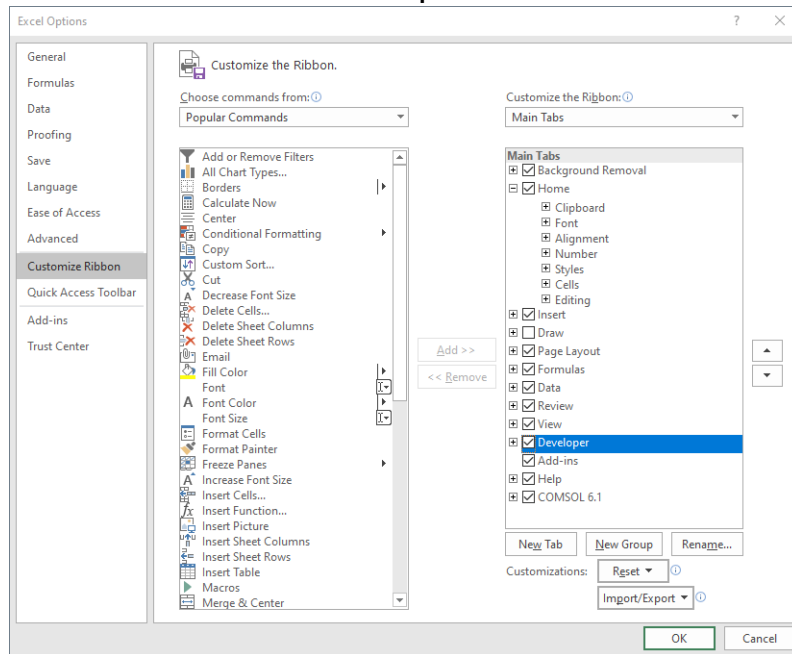 Excel Options
?
General
Formulas
Data
Proofing
Save
Language
Ease of Access
Advanced
Customize Ribbon
Quick Access Toolbar
Add-ins
Trust Center
Customize the Ribbon.
Choose commands from:
Popular Commands
Add or Remove Filters
All Chart Types...
Borders
Calculate Now
Center
Conditional Formatting
Copy
Custom Sort...
Cut
Decrease Font Size
Delete Cells...
Delete Sheet Columns
Delete Sheet Rows
Email
Fill Color
Font
Font Color
Font Size
Format Cells
Format Painter
Freeze Panes
Increase Font Size
Insert Cells...
Insert Function...
Insert Picture
Insert Sheet Columns
Insert Sheet Rows
Insert Table
Macros
Merge & Center
Add >>
<< Remove
Customize the Ribbon:
Main Tabs
Main Tabs
Background Removal
Home
Clipboard
Font
Alignment
Number
Styles
Cells
Editing
Insert
Draw
Page Layout
Formulas
Data
Review
View
Developer
Add-ins
Help
COMSOL 6.1
New Tab
New Group
Rename...
Customizations:
Reset
Import/Export
OK
Cancel